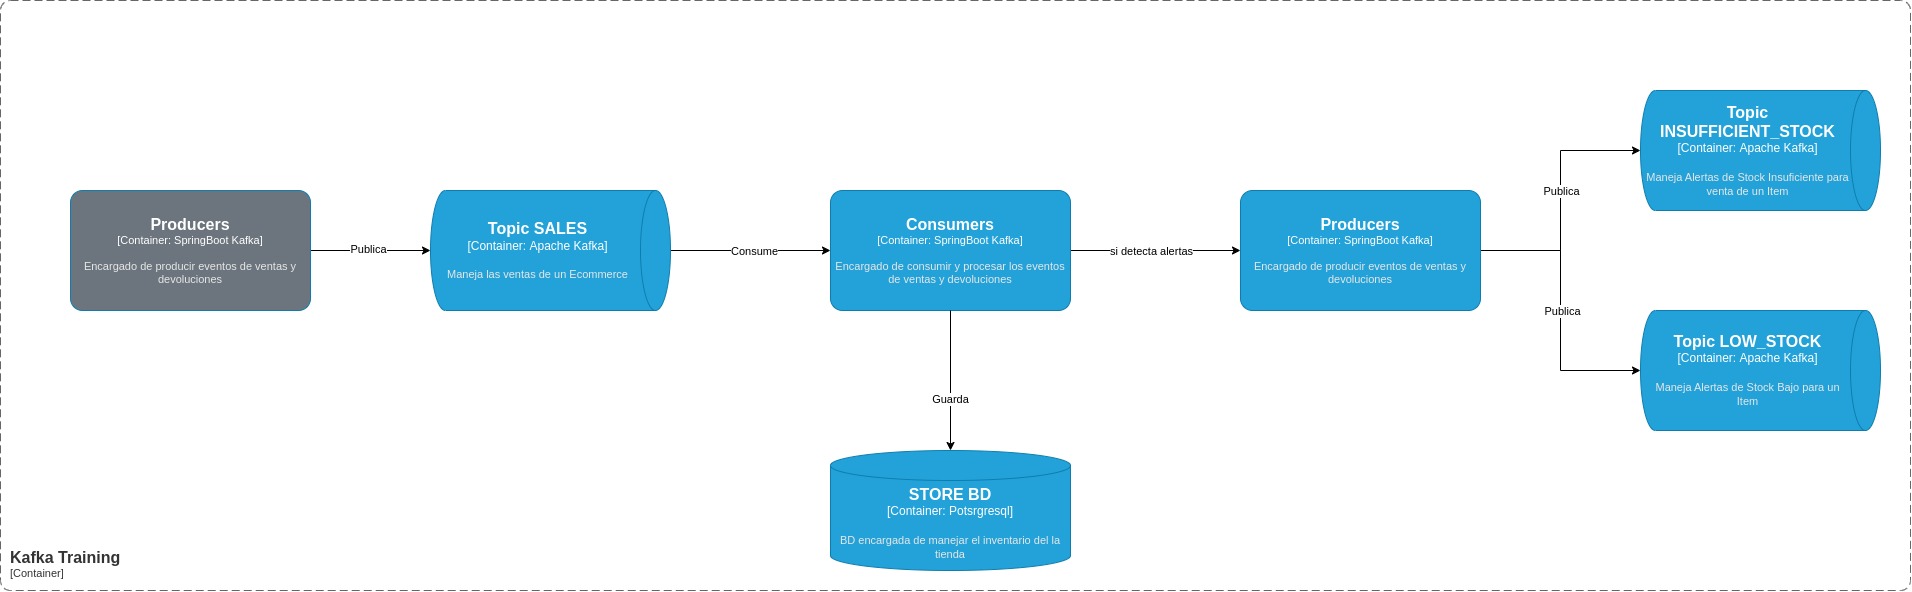 Producers
[Container: SpringBoot Kafka]
Encargado de producir eventos de ventas y
devoluciones
Publica
Topic SALES
[Container: Apache Kafka]
Maneja las ventas de un Ecommerce
Consume
Consumers
[Container: SpringBoot Kafka]
Encargado de consumir y procesar los eventos
de ventas y devoluciones
si detecta alertas
Producers
[Container: SpringBoot Kafka]
Encargado de producir eventos de ventas y
devoluciones
Publica
Topic
INSUFFICIENT_STOCK
[Container: Apache Kafka]
Maneja Alertas de Stock Insuficiente para
venta de un Item
Publica
Topic LOW_STOCK
[Container: Apache Kafka]
Maneja Alertas de Stock Bajo para un
Item
Guarda
STORE BD
[Container: Potsrgresql]
BD encargada de manejar el inventario del la
tienda
Kafka Training
[Container]